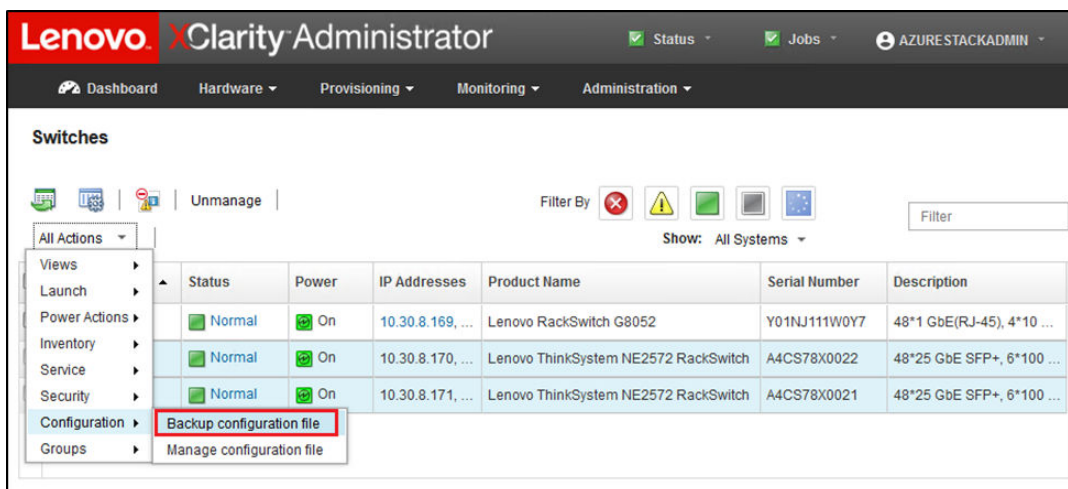 Lenovo XClarity Administrator Status Jobs AZURESTACKADMIN
Dashboard Hardware Provisioning Monitoring Administration
Switches
Unmanage Filter By Filter
All Actions Show: All Systems
Views
Launch
Power Actions
Inventory
Service
Security
Configuration
Groups
Backup configuration file
Manage configuration file
Status Power IP Addresses Product Name Serial Number Description
Normal On 10.30.8.169, ... Lenovo RackSwitch G8052 Y01NJ111W0Y7 48*1 GbE(RJ-45), 4*10 ...
Normal On 10.30.8.170, ... Lenovo ThinkSystem NE2572 RackSwitch A4CS78X0022 48*25 GbE SFP+, 6*100 ...
Normal On 10.30.8.171, ... Lenovo ThinkSystem NE2572 RackSwitch A4CS78X0021 48*25 GbE SFP+, 6*100 ...